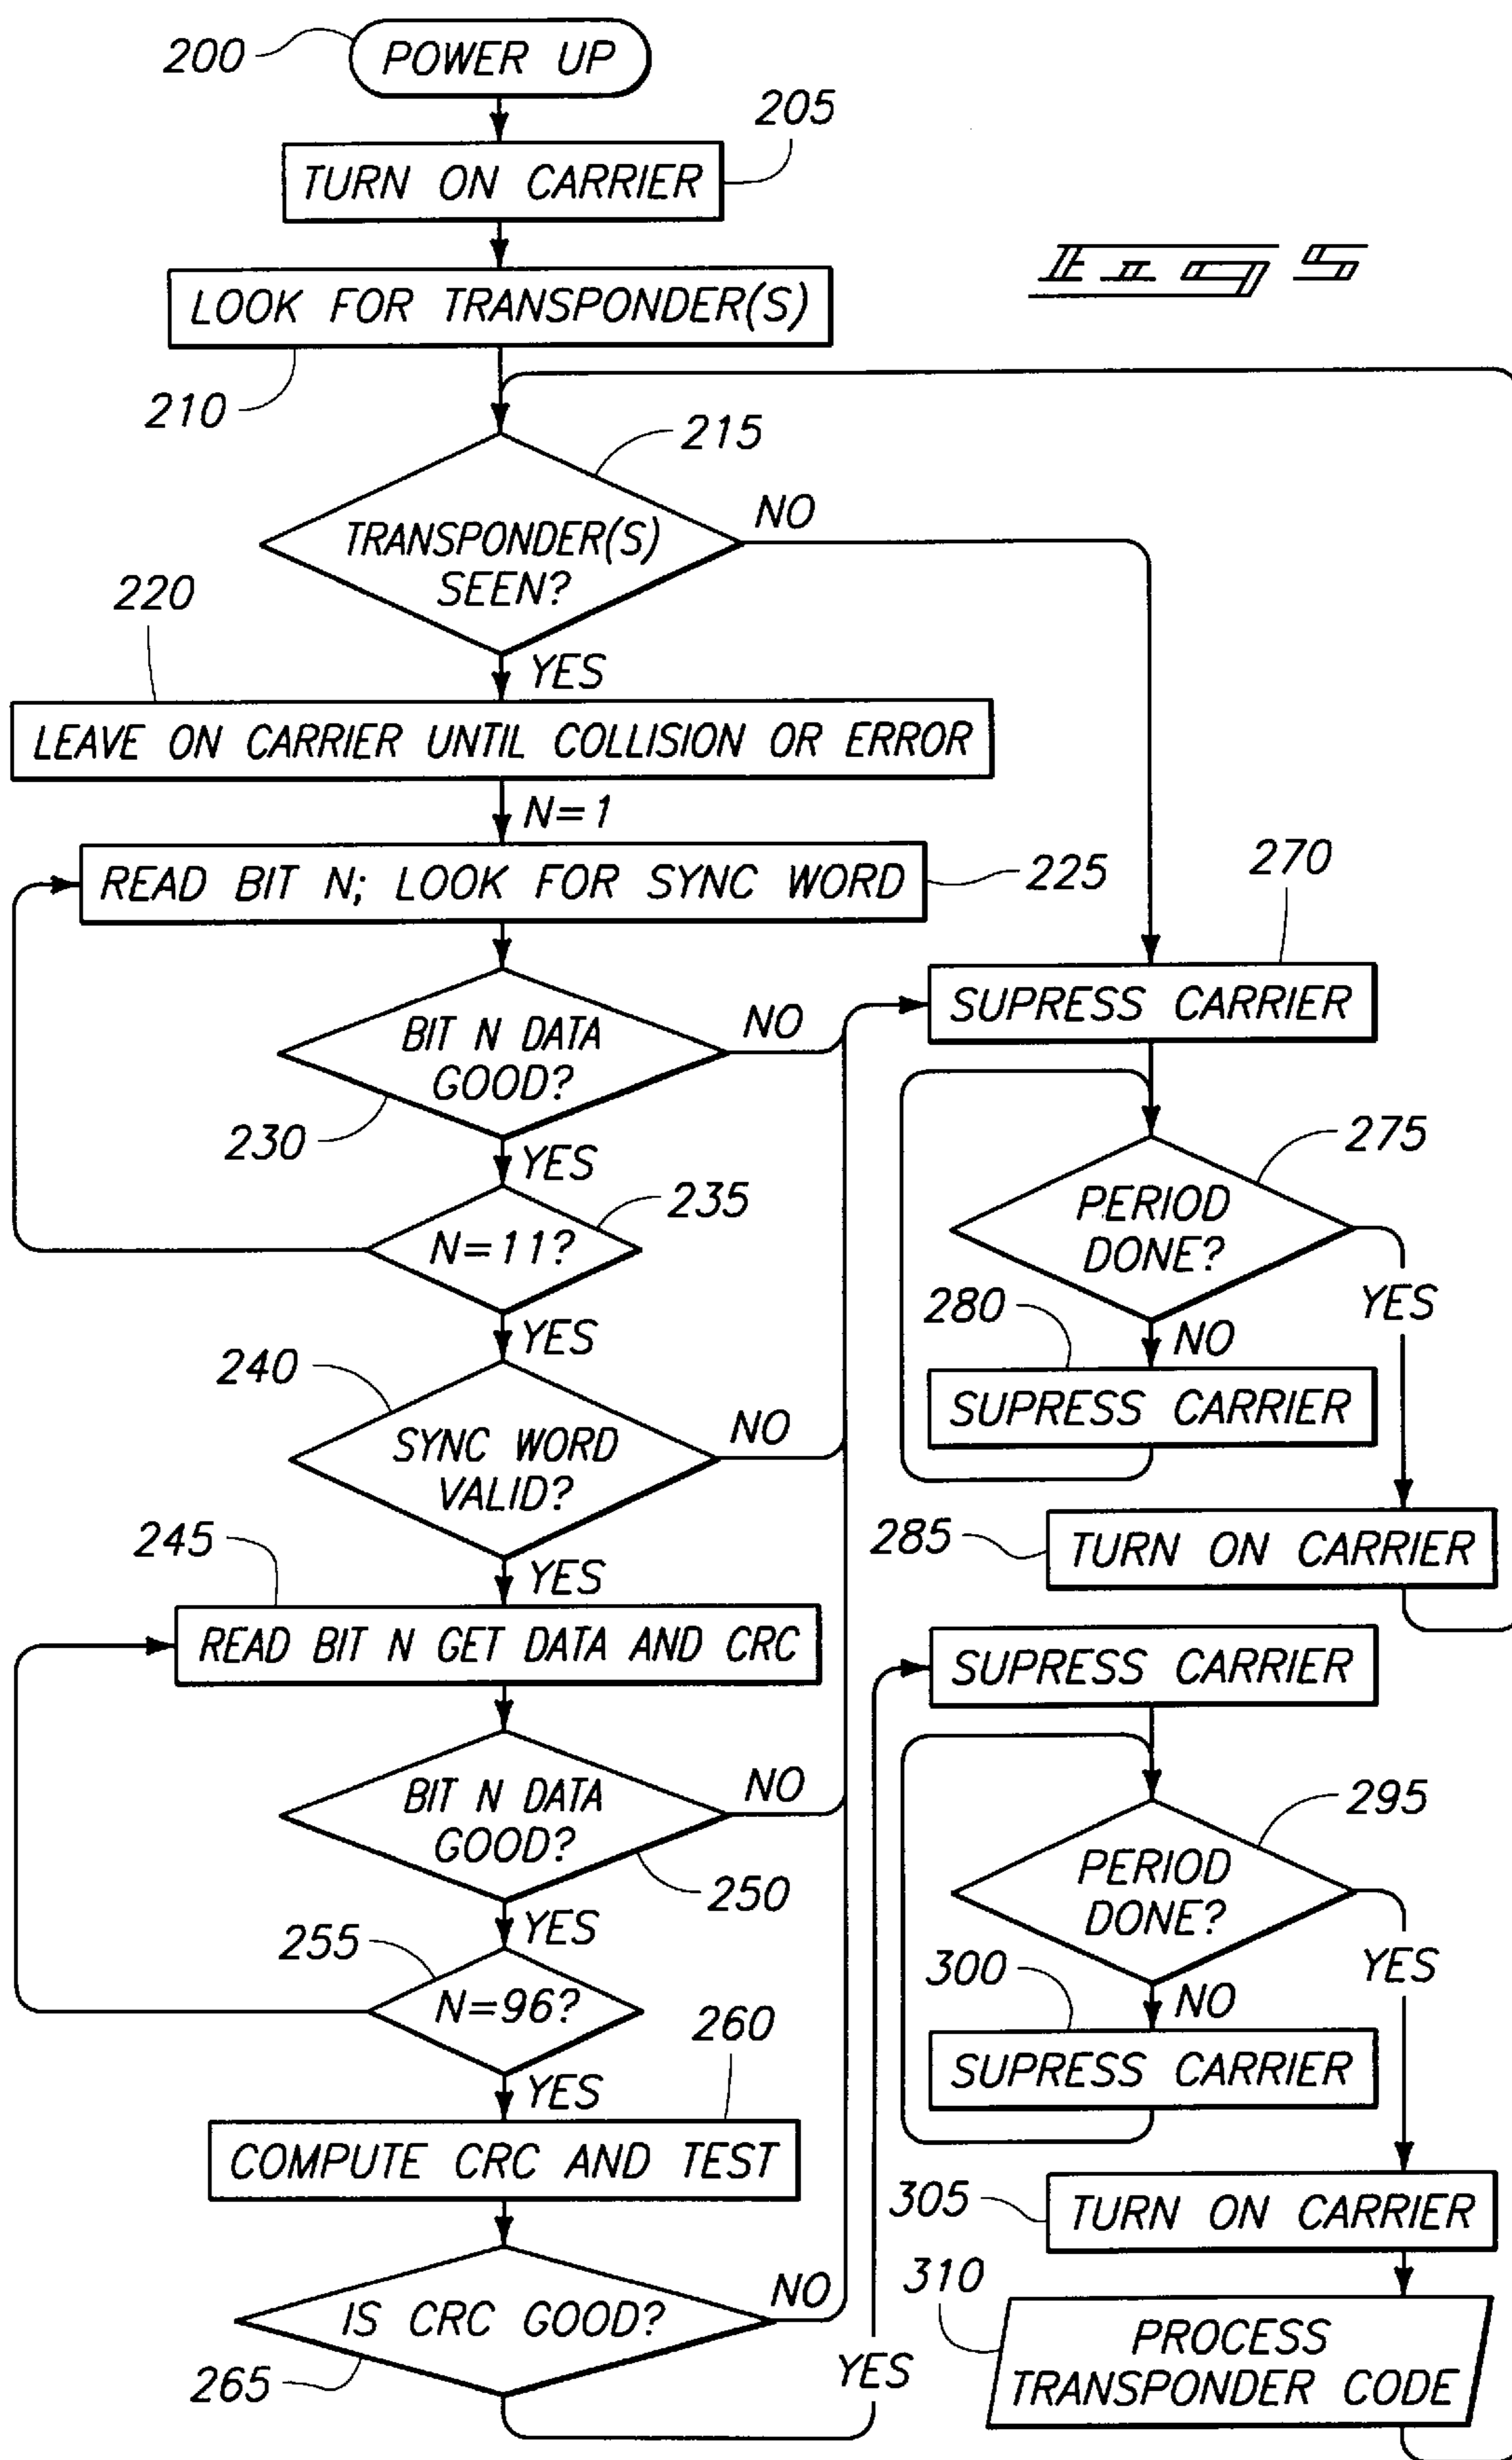 200
POWER UP
205
TURN ON CARRIER
Fig 5
LOOK FOR TRANSPONDER(S)
210
215
TRANSPONDER(S)
SEEN?
NO
220
YES
LEAVE ON CARRIER UNTIL COLLISION OR ERROR
N=1
READ BIT N; LOOK FOR SYNC WORD
225
BIT N DATA
GOOD?
NO
230
YES
235
N=11?
YES
240
SYNC WORD
VALID?
NO
245
YES
READ BIT N GET DATA AND CRC
BIT N DATA
GOOD?
NO
250
YES
255
N=96?
260
YES
COMPUTE CRC AND TEST
IS CRC GOOD?
NO
265
YES
270
SUPRESS CARRIER
275
PERIOD
DONE?
YES
280
NO
SUPRESS CARRIER
285
TURN ON CARRIER
SUPRESS CARRIER
295
PERIOD
DONE?
YES
300
NO
SUPRESS CARRIER
305
TURN ON CARRIER
310
PROCESS
TRANSPONDER CODE